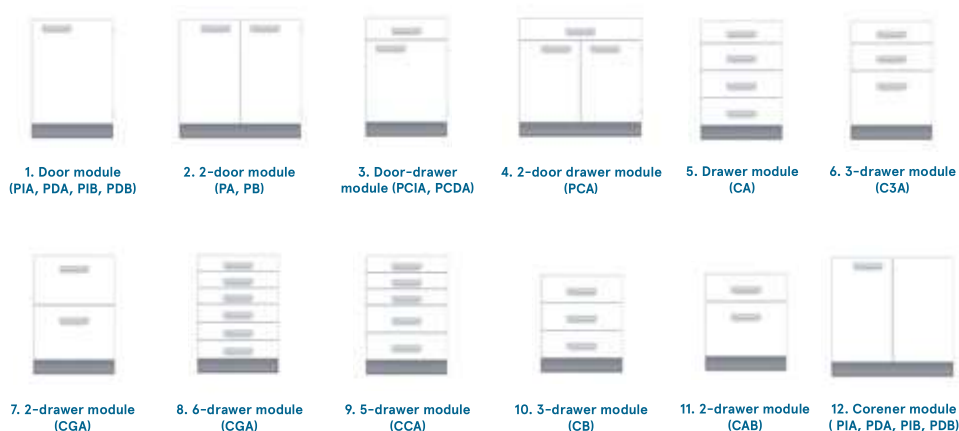 1. Door module
(PIA, PDA, PIB, PDB)
2. 2-door module
(PA, PB)
3. Door-drawer
module (PCIA, PCDA)
4. 2-door drawer module
(PCA)
5. Drawer module
(CA)
6. 3-drawer module
(C3A)
7. 2-drawer module
(CGA)
8. 6-drawer module
(CGA)
9. 5-drawer module
(CCA)
10. 3-drawer module
(CB)
11. 2-drawer module
(CAB)
12. Corener module
( PIA, PDA, PIB, PDB)